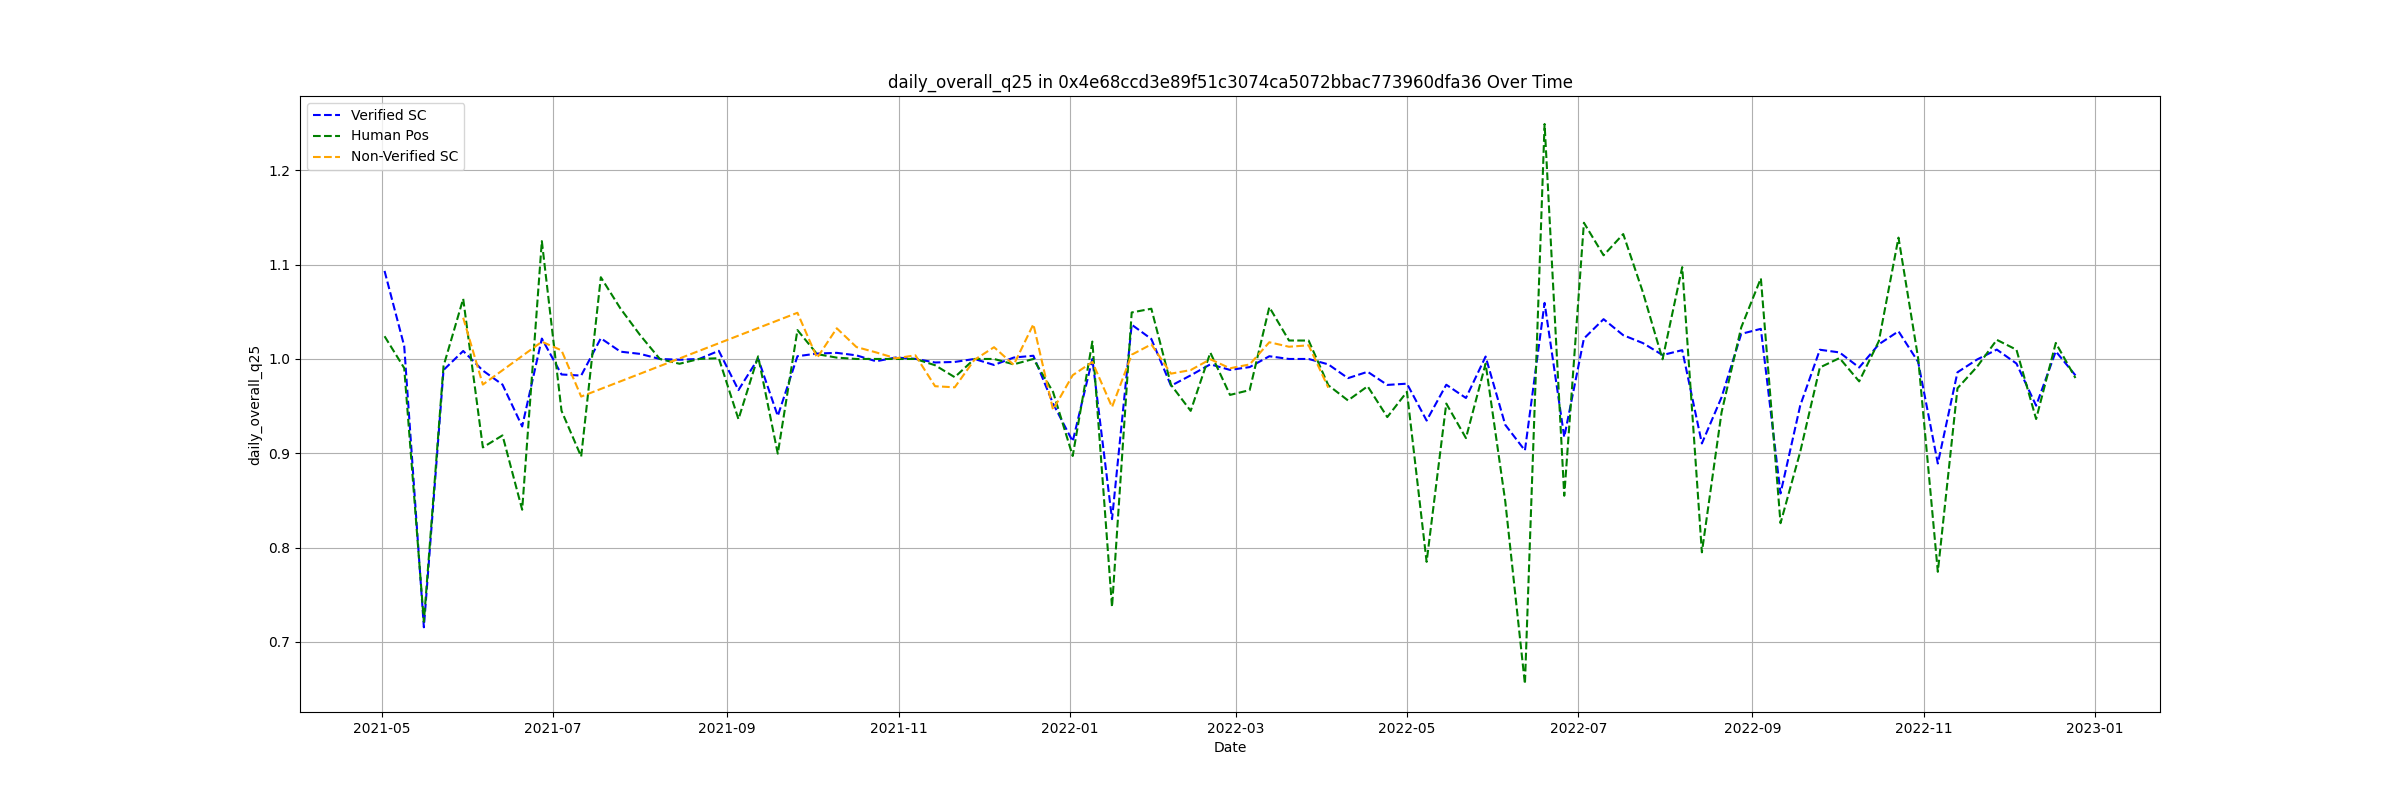 daily_overall_q25 in 0x4e68ccd3e89f51c3074ca5072bbac773960dfa36 Over Time
Verified SC
Human Pos
Non-Verified SC
daily_overall_q25
1.2
1.1
1.0
0.9
0.8
0.7
2021-05 2021-07 2021-09 2021-11 2022-01 2022-03 2022-05 2022-07 2022-09 2022-11 2023-01
Date